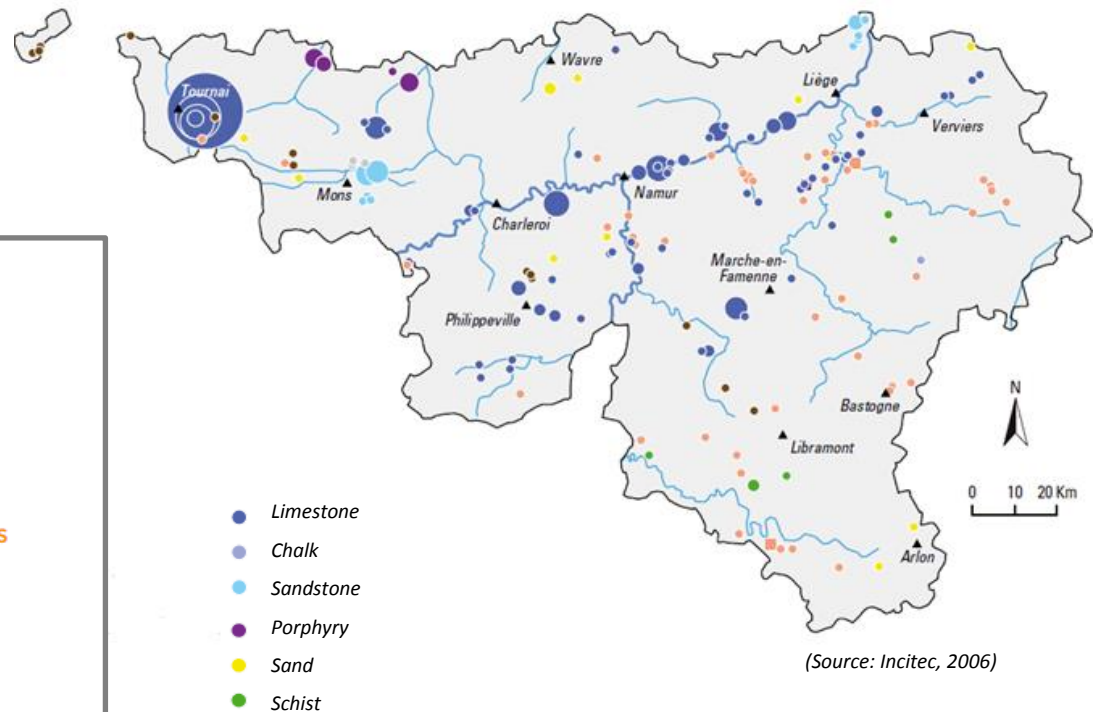 Tournai
Wavre
Liège
Verviers
Mons
Namur
Charleroi
Marche-en-
Famenne
Philippeville
Bastogne
Libramont
Arlon
N
0 10 20 Km
s
Limestone
Chalk
Sandstone
Porphyry
Sand
Schist
(Source: Incitec, 2006)